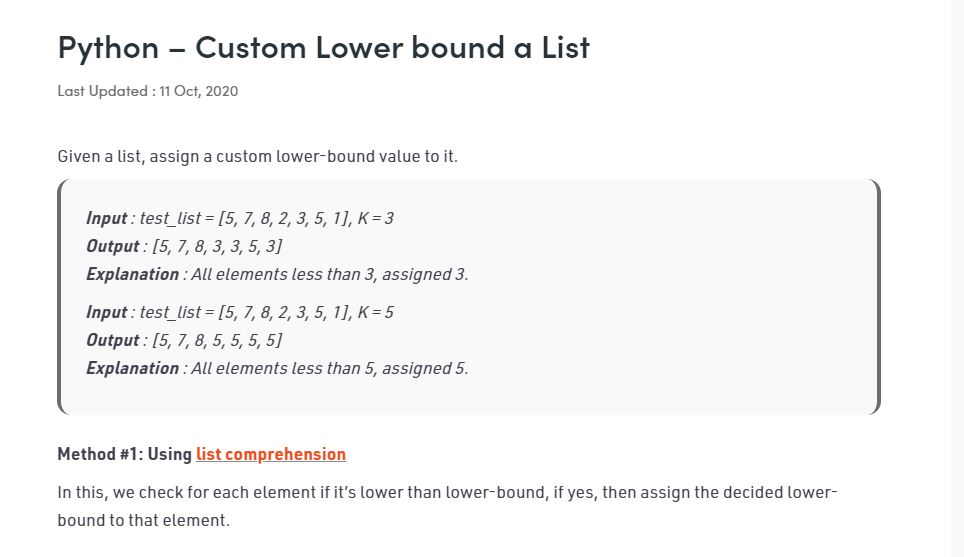 Python – Custom Lower bound a List
Last Updated : 11 Oct, 2020
Given a list, assign a custom lower-bound value to it.
Input : test_list = [5, 7, 8, 2, 3, 5, 1], K = 3
Output : [5, 7, 8, 3, 3, 5, 3]
Explanation : All elements less than 3, assigned 3.
Input : test_list = [5, 7, 8, 2, 3, 5, 1], K = 5
Output : [5, 7, 8, 5, 5, 5, 5]
Explanation : All elements less than 5, assigned 5.
Method #1: Using list comprehension
In this, we check for each element if it’s lower than lower-bound, if yes, then assign the decided lower-
bound to that element.